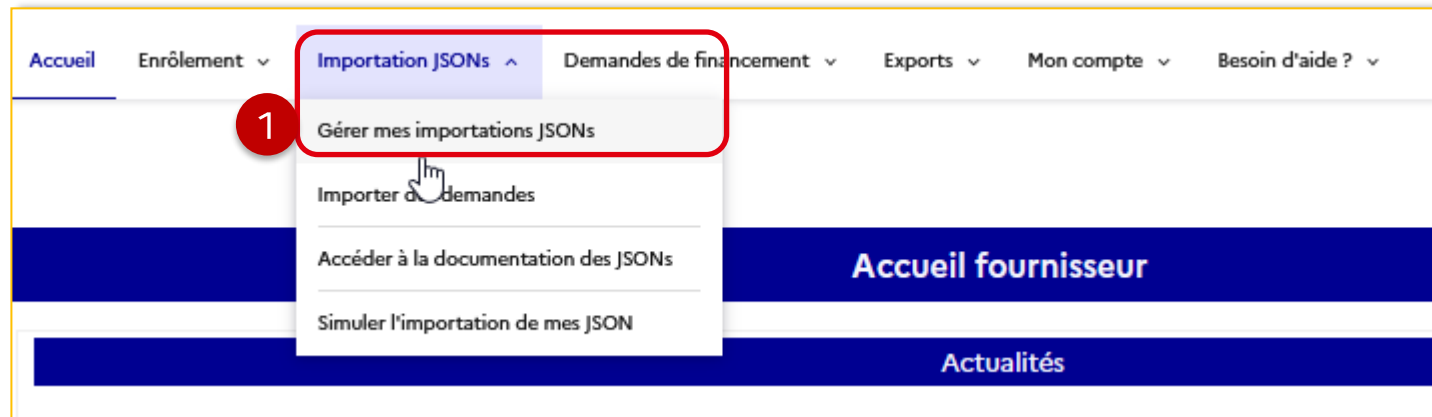 Accueil Enrôlement Importation JSONs Demandes de financement Exports Mon compte Besoin d'aide ?
1
Gérer mes importations JSONs
Importer demandes
Accéder à la documentation des JSONs
Accueil fournisseur
Simuler l'importation de mes JSON
Actualités